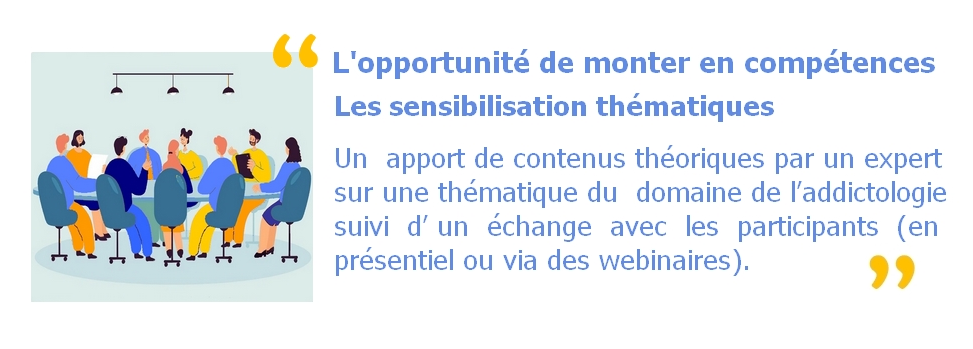 “
L'opportunité de monter en compétences
Les sensibilisation thématiques
Un apport de contenus théoriques par un expert
sur une thématique du domaine de l’addictologie
suivi d’ un échange avec les participants (en
présentiel ou via des webinaires).
”